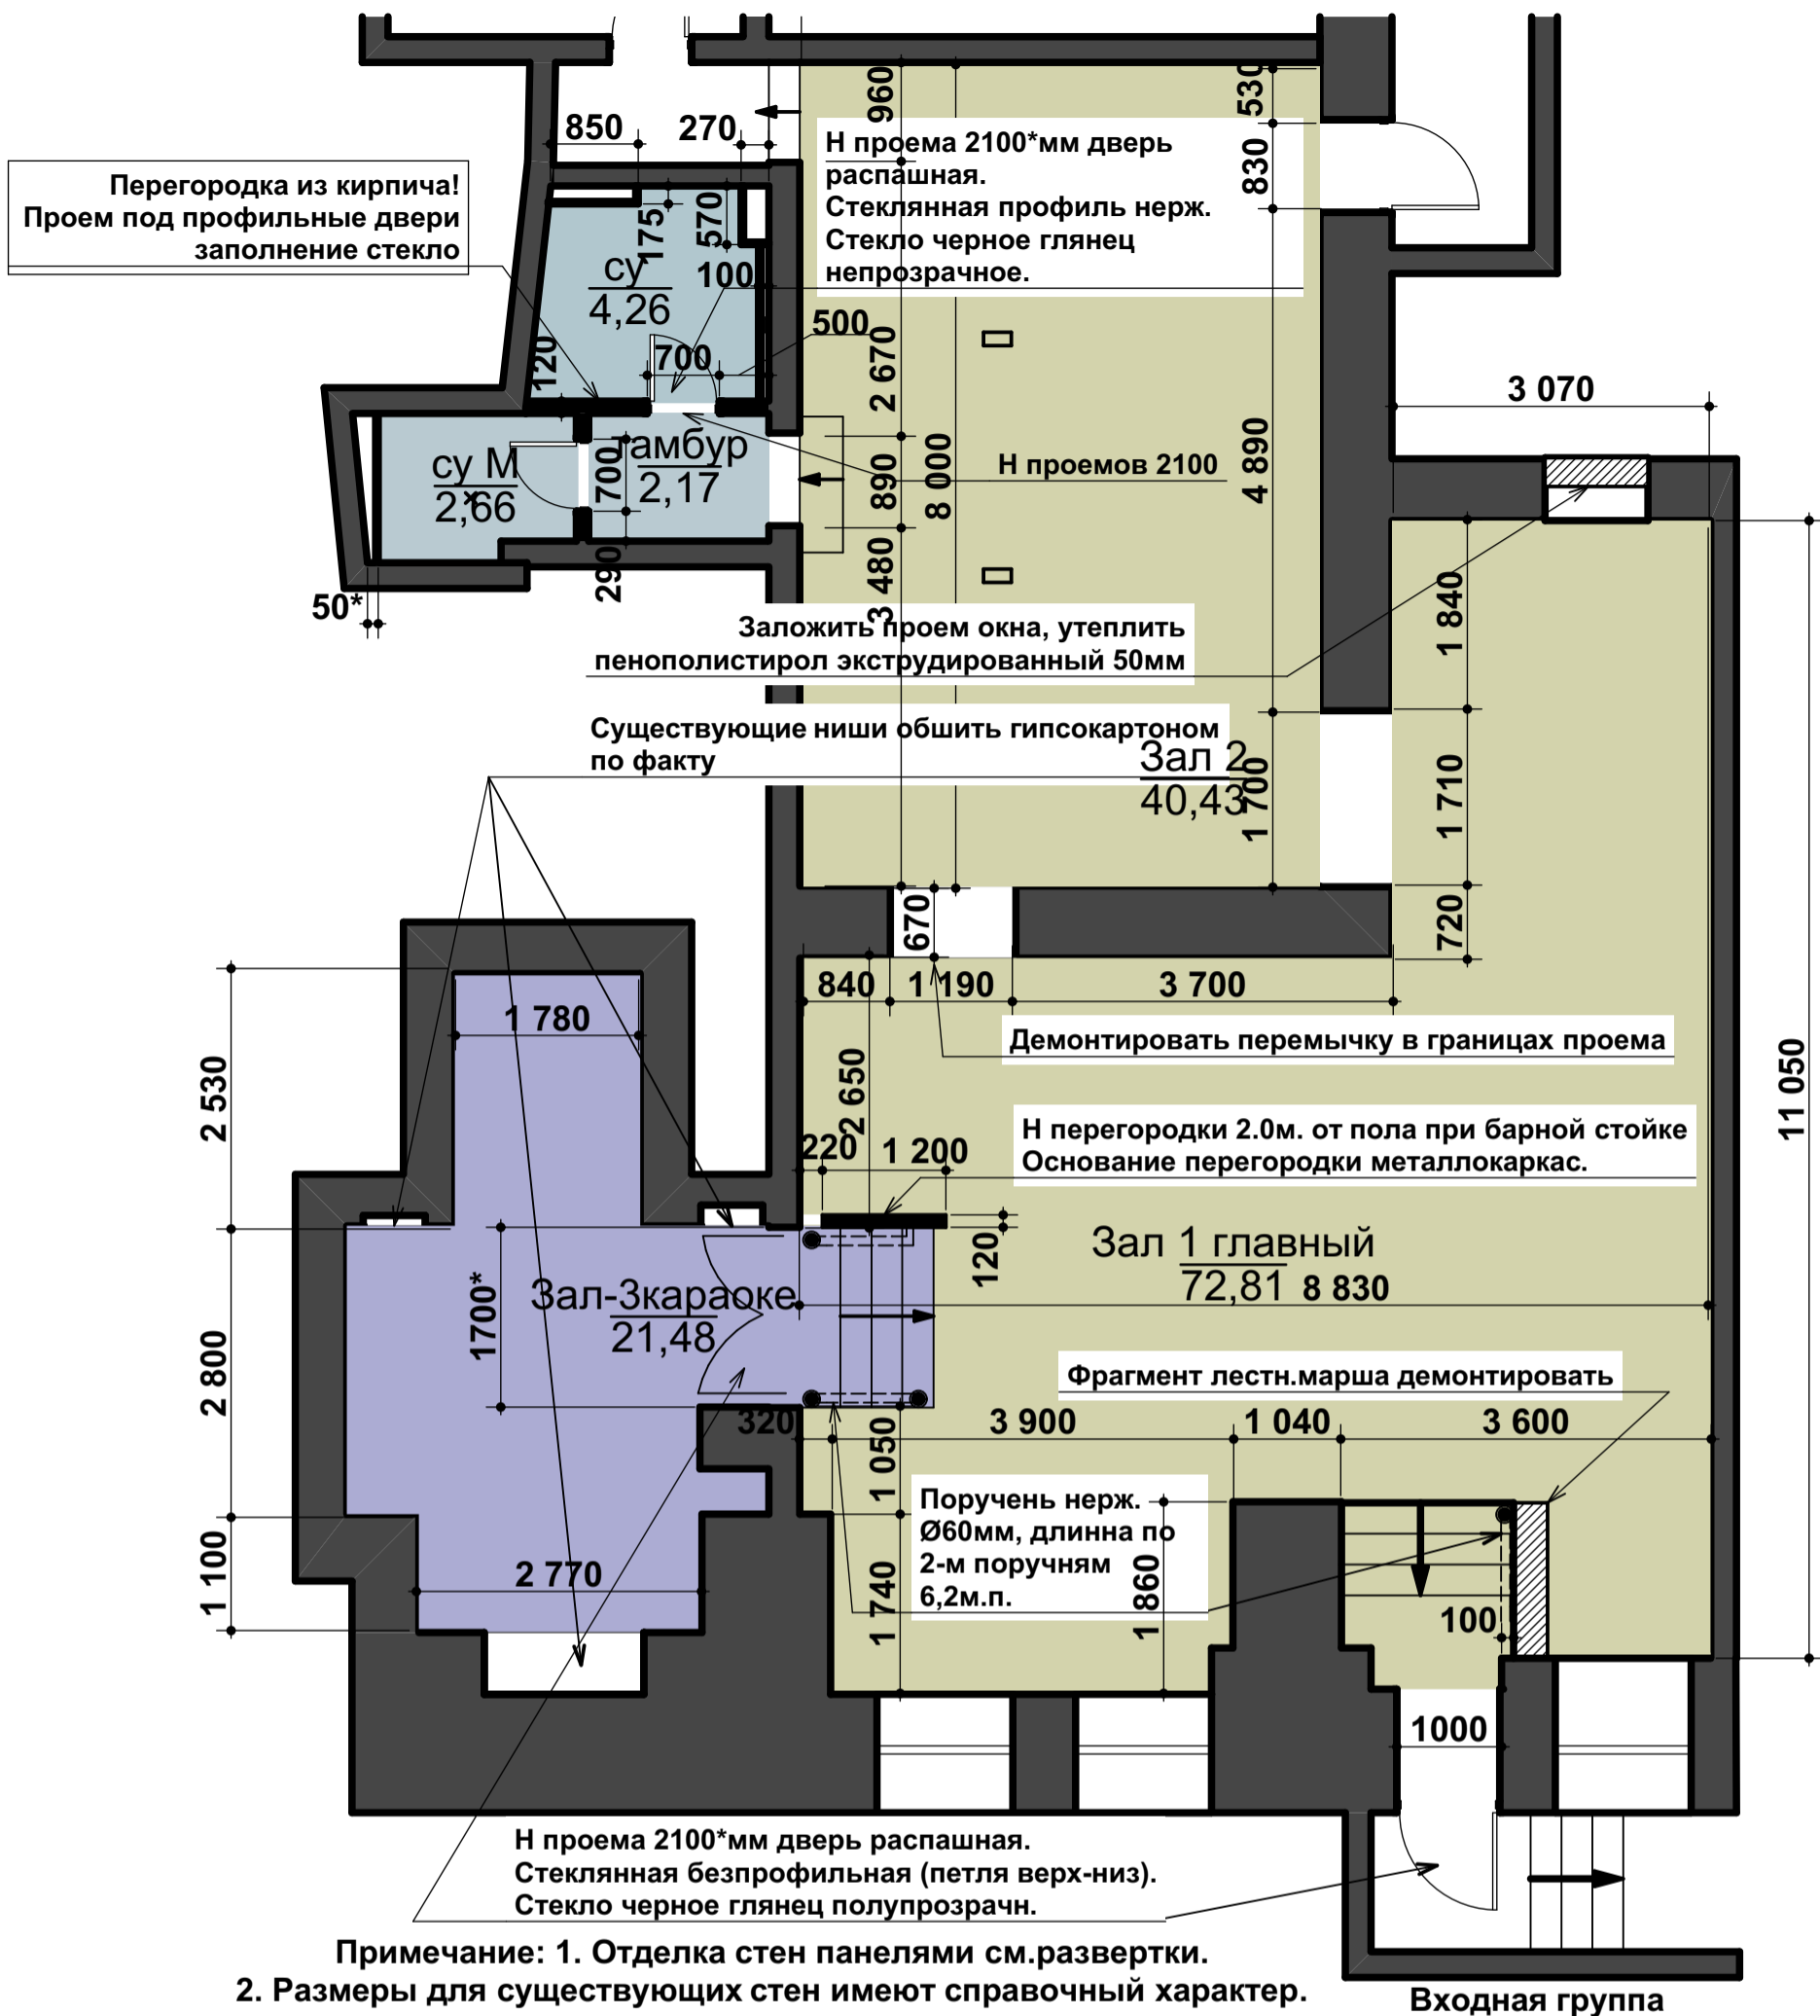 960
530
850
270
Н проема 2100*мм дверь
распашная.
Стеклянная профиль нерж.
Стекло черное глянец
непрозрачное.
830
Перегородка из кирпича!
Проем под профильные двери
заполнение стекло
175
570
су
4,26
100
500
120
700
2 670
3 070
4 890
тамбур
2,17
су М
2,66
700
890
8 000
Н проемов 2100
290
3 480
50*
1 840
Заложить проем окна, утеплить
пенополистирол экструдированный 50мм
Существующие ниши обшить гипсокартоном
по факту
Зал 2
40,43
1 700
1 710
670
720
840
1 190
3 700
1 780
2 530
Демонтировать перемычку в границах проема
11 050
2 650
220
1 200
Н перегородки 2.0м. от пола при барной стойке
Основание перегородки металлокаркас.
120
Зал 1 главный
72,81
8 830
1700*
Зал-3караоке
21,48
2 800
Фрагмент лестн.марша демонтировать
320
3 900
1 040
3 600
1 050
Поручень нерж.
Ø60мм, длинна по
2-м поручням
6,2м.п.
1 100
2 770
1 740
1 860
100
1000
Н проема 2100*мм дверь распашная.
Стеклянная безпрофильная (петля верх-низ).
Стекло черное глянец полупрозрачн.
Примечание: 1. Отделка стен панелями см.развертки.
2. Размеры для существующих стен имеют справочный характер.
Входная группа